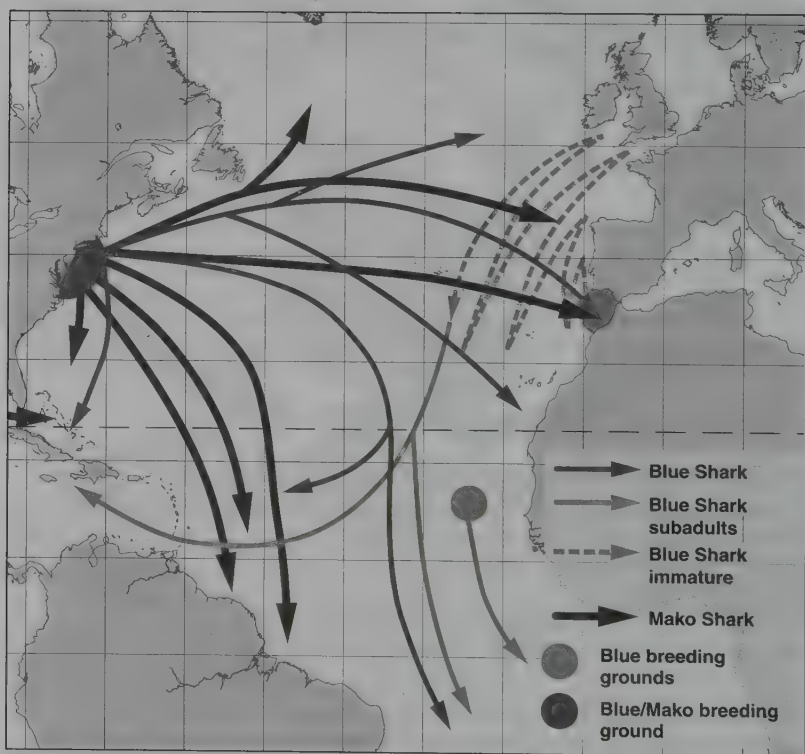 Blue Shark
Blue Shark
subadults
Blue Shark
immature
Mako Shark
Blue breeding
grounds
Blue/Mako breeding
ground